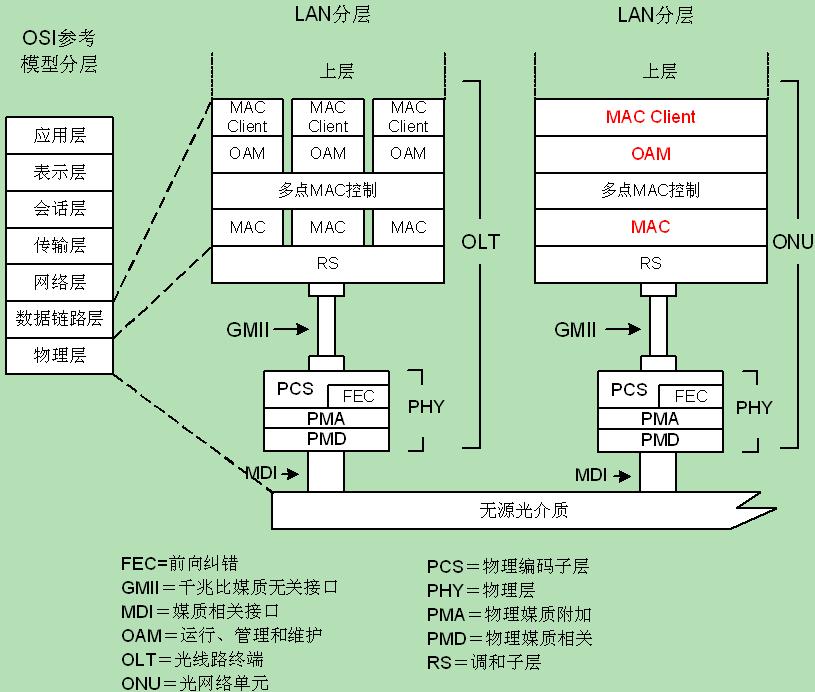 OSI参考
模型分层
应用层
表示层
会话层
传输层
网络层
数据链路层
物理层
LAN分层
上层
MAC Client
MAC Client
MAC Client
OAM
OAM
OAM
多点MAC控制
MAC
MAC
MAC
RS
GMII
PCS
FEC
PMA
PMD
PHY
MDI
OLT
LAN分层
上层
MAC Client
OAM
多点MAC控制
MAC
RS
GMII
PCS
FEC
PMA
PMD
PHY
MDI
ONU
无源光介质
FEC=前向纠错
GMII＝千兆比媒质无关接口
MDI＝媒质相关接口
OAM＝运行、管理和维护
OLT＝光线路终端
ONU＝光网络单元
PCS＝物理编码子层
PHY＝物理层
PMA＝物理媒质附加
PMD＝物理媒质相关
RS＝调和子层